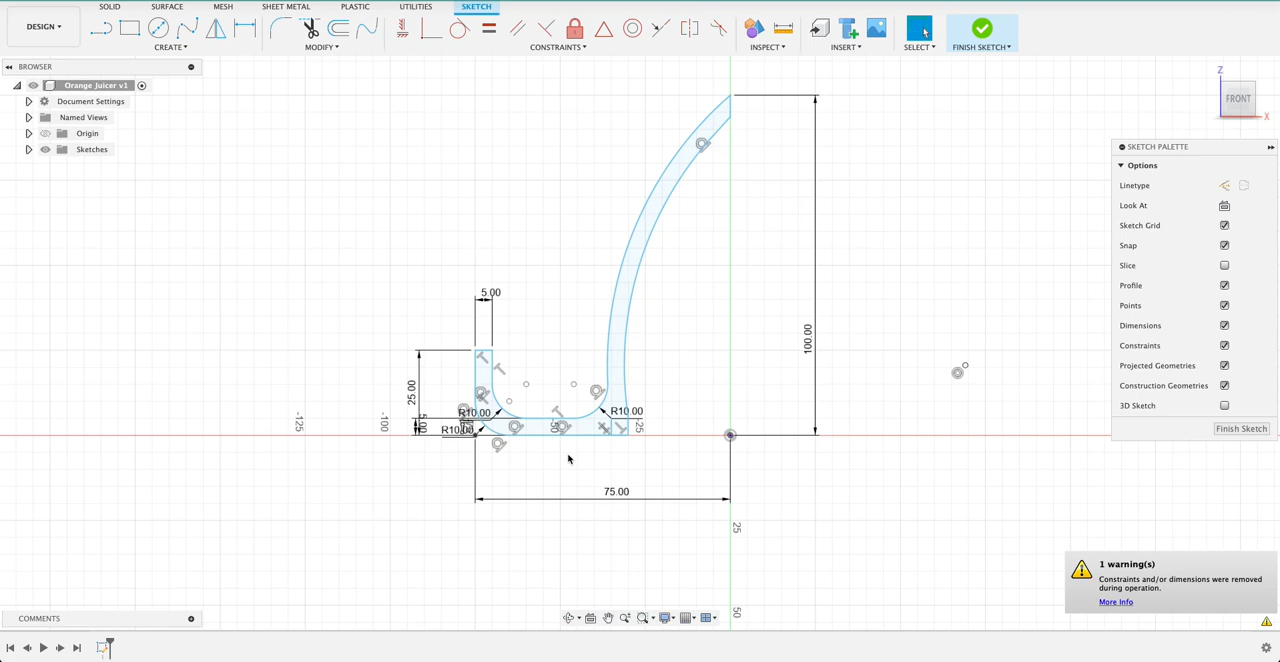 SOLID SURFACE MESH SHEET METAL PLASTIC UTILITIES SKETCH
DESIGN
CREATE MODIFY CONSTRAINTS INSPECT INSERT SELECT FINISH SKETCH
BROWSER
Orange Juicer v1
Document Settings
Named Views
Origin
Sketches
Z
FRONT
X
SKETCH PALETTE
Options
Linetype
Look At
Sketch Grid
Snap
Slice
Profile
Points
Dimensions
Constraints
Projected Geometries
Construction Geometries
3D Sketch
Finish Sketch
5.00
100.00
25.00
5.00
R10.00
R10.00
R10.00
-125
-100
-50
-25
75.00
25
50
1 warning(s)
Constraints and/or dimensions were removed
during operation.
More Info
COMMENTS